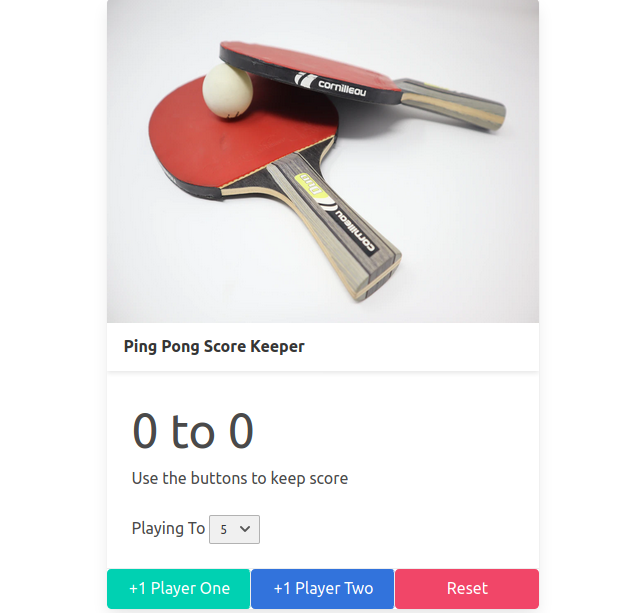 cornilleau
cornilleau
Ping Pong Score Keeper
0 to 0
Use the buttons to keep score
Playing To 5
+1 Player One
+1 Player Two
Reset